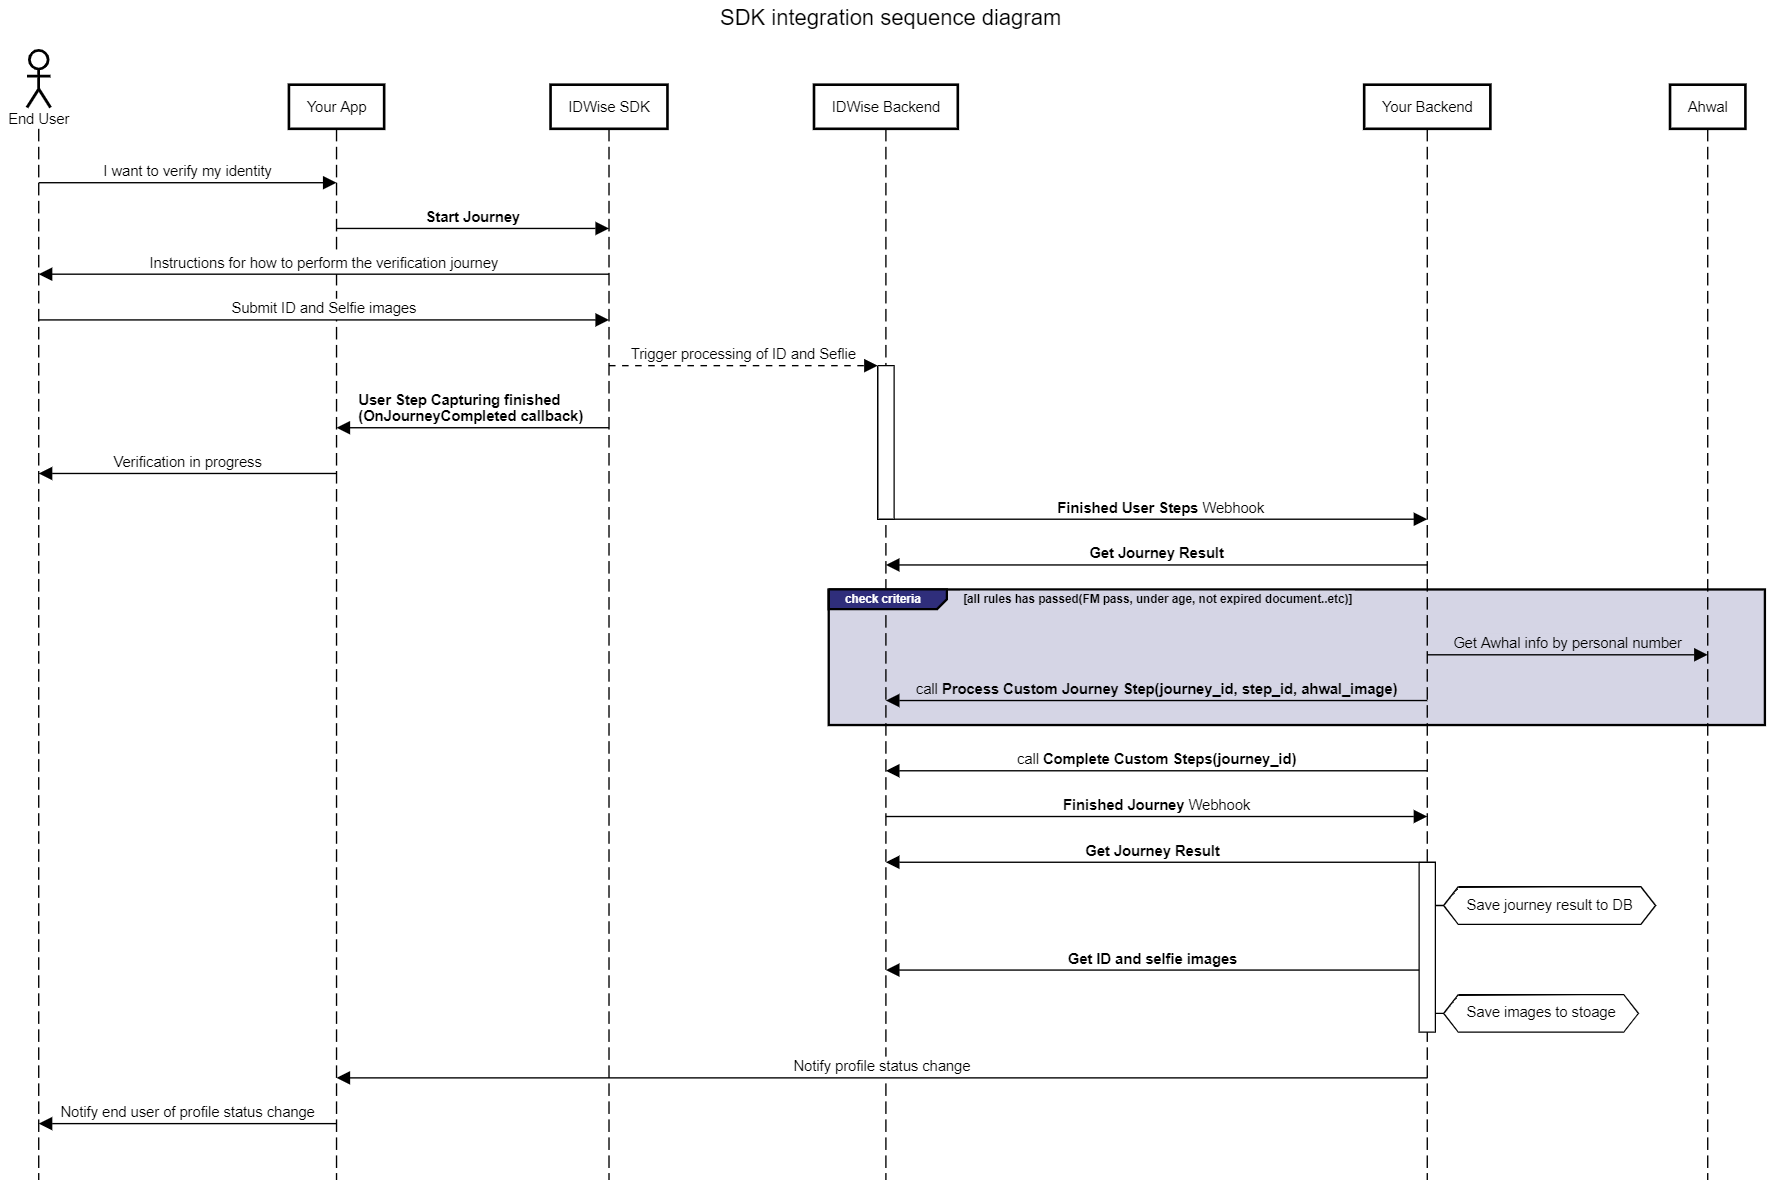 SDK integration sequence diagram
End User
Your App
IDWise SDK
IDWise Backend
Your Backend
Ahwal
I want to verify my identity
Start Journey
Instructions for how to perform the verification journey
Submit ID and Selfie images
Trigger processing of ID and Seflie
User Step Capturing finished
(OnJourneyCompleted callback)
Verification in progress
Finished User Steps Webhook
Get Journey Result
check criteria
[all rules has passed(FM pass, under age, not expired document..etc)]
Get Awhal info by personal number
call Process Custom Journey Step(journey_id, step_id, ahwal_image)
call Complete Custom Steps(journey_id)
Finished Journey Webhook
Get Journey Result
Save journey result to DB
Get ID and selfie images
Save images to stoage
Notify profile status change
Notify end user of profile status change